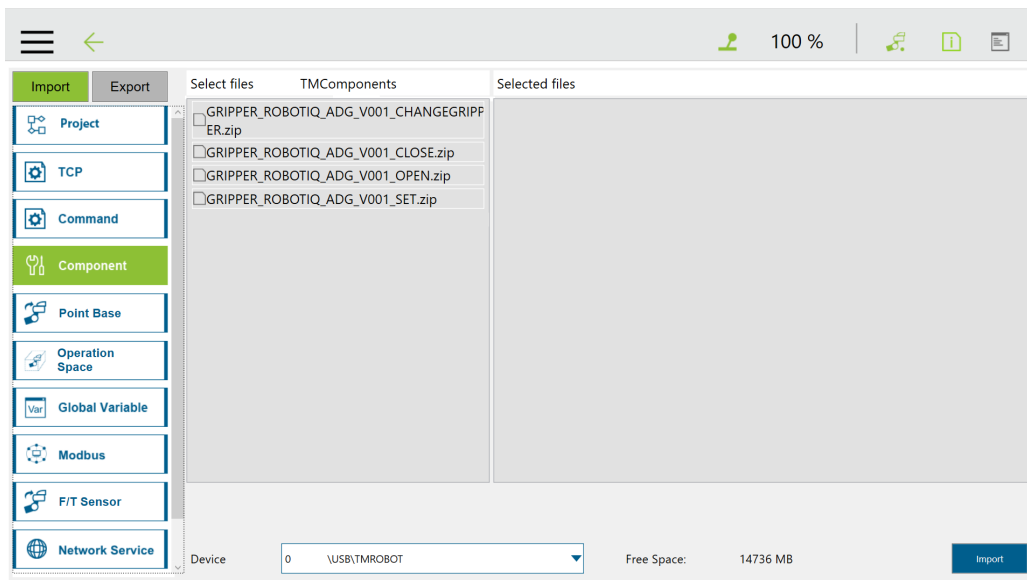 100 %
Import
Export
Select files
TMComponents
Selected files
Project
TCP
Command
Component
Point Base
Operation
Space
Var
Global Variable
Modbus
F/T Sensor
Network Service
GRIPPER_ROBOTIQ_ADG_V001_CHANGEGRIPP
ER.zip
GRIPPER_ROBOTIQ_ADG_V001_CLOSE.zip
GRIPPER_ROBOTIQ_ADG_V001_OPEN.zip
GRIPPER_ROBOTIQ_ADG_V001_SET.zip
Device
0 \USB\TMROBOT
Free Space:
14736 MB
Import